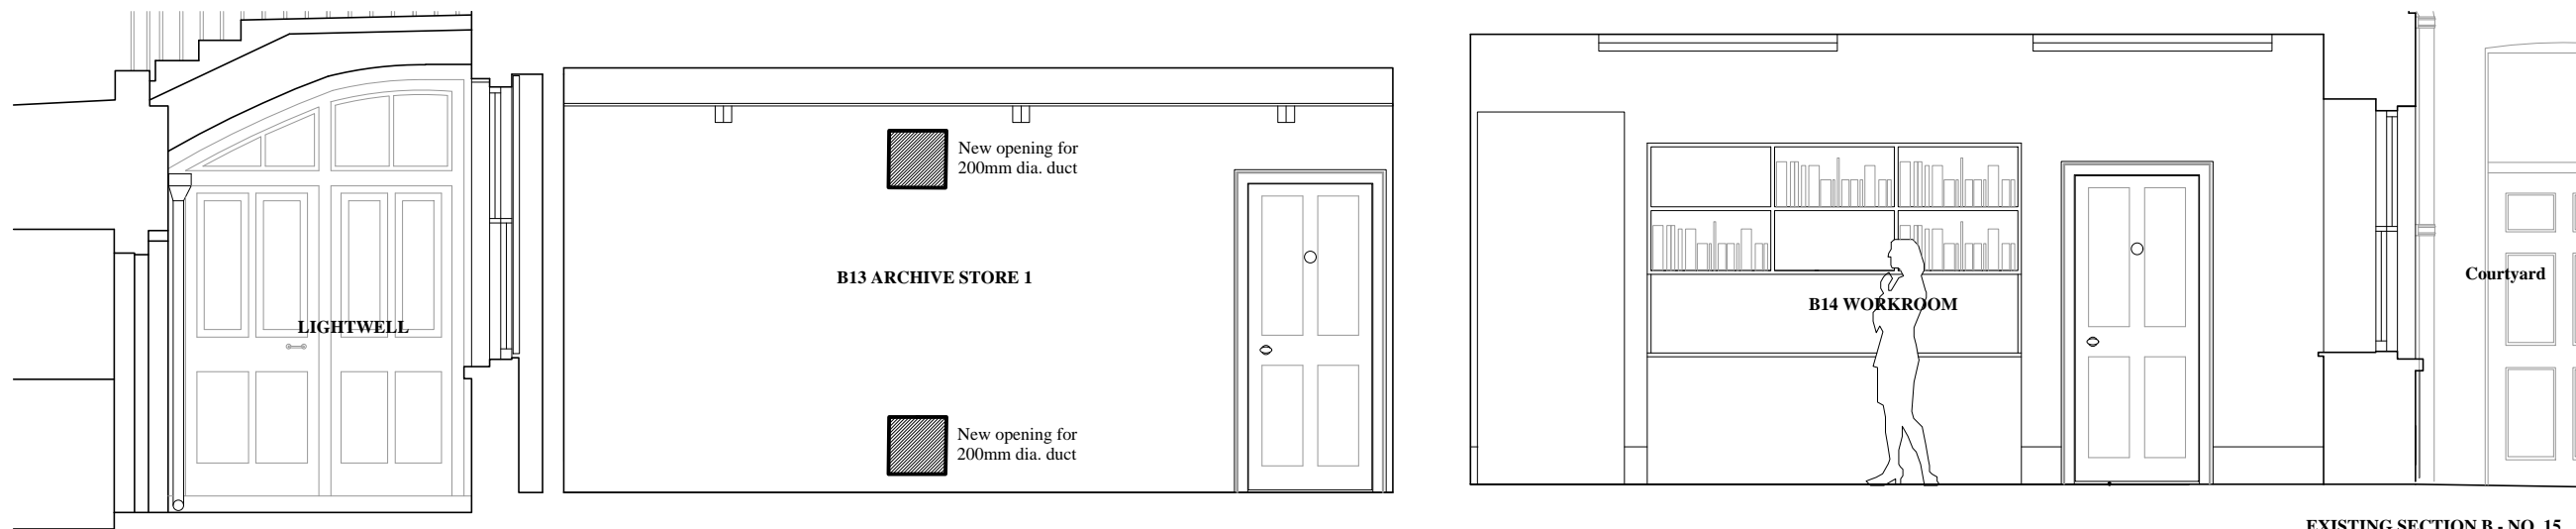 New opening for
200mm dia. duct
B13 ARCHIVE STORE 1
LIGHTWELL
New opening for
200mm dia. duct
B14 WORKROOM
Courtyard
EXISTING SECTION B - NO. 15